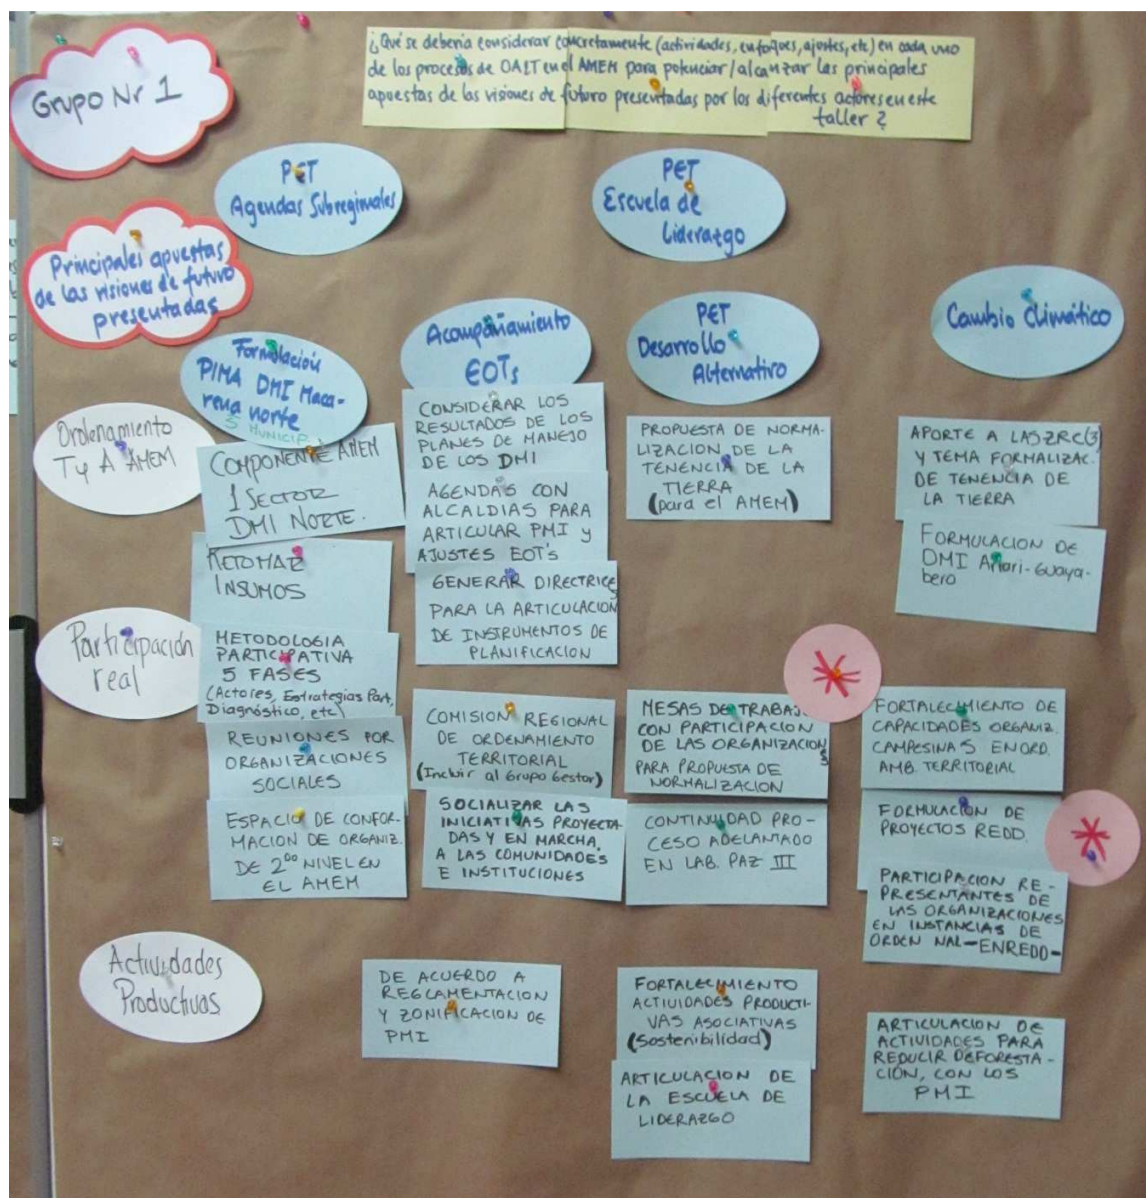 Grupo Nr 1
¿Qué se debería considerar concretamente (actividades, enfoques, ajustes, etc) en cada uno
de los procesos de OALT en el AMEM para potenciar/alcanzar las principales
apuestas de las visiones de futuro presentadas por los diferentes actores en este
taller?
PET
Agendas Subregionales
PET
Escuela de
Liderazgo
Principales apuestas
de las visiones de futuro
presentadas
Formulación
PIMA DMI Maca-
rena norte
5 MUNICIP.
Acompañamiento
EOTs
PET
Desarrollo
Alternativo
Cambio Climático
Ordenamiento
T y A AMEM
COMPONENTE AMEM
1 SECTOR
DMI NORTE.
RETOMAR
INSUMOS
CONSIDERAR LOS
RESULTADOS DE LOS
PLANES DE MANEJO
DE LOS DMI
AGENDAS CON
ALCALDIAS PARA
ARTICULAR PMI Y
AJUSTES EOT'S
GENERAR DIRECTRICES
PARA LA ARTICULACION
DE INSTRUMENTOS DE
PLANIFICACION
PROPUESTA DE NORMA-
LIZACION DE LA
TENENCIA DE LA
TIERRA
(para el AMEM)
APORTE A LAS ZRC(3)
Y TEMA FORMALIZAC.
DE TENENCIA DE
LA TIERRA
FORMULACION DE
DMI Ariari-Guaya-
bero
Participación
real
METODOLOGIA
PARTICIPATIVA
5 FASES
(Actores, Estrategias Part,
Diagnóstico, etc)
REUNIONES POR
ORGANIZACIONES
SOCIALES
ESPACIO DE CONFOR-
MACION DE ORGANIZ.
DE 2do NIVEL EN
EL AMEM
COMISION REGIONAL
DE ORDENAMIENTO
TERRITORIAL
(Incluir al Grupo Gestor)
SOCIALIZAR LAS
INICIATIVAS PROYECTA-
DAS Y EN MARCHA,
A LAS COMUNIDADES
E INSTITUCIONES
MESAS DE TRABAJO
CON PARTICIPACION
DE LAS ORGANIZACIONES
PARA PROPUESTA DE
NORMALIZACION
CONTINUIDAD PRO-
CESO ADELANTADO
EN LAB. PAZ III
FORTALECIMIENTO DE
CAPACIDADES ORGANIZ.
CAMPESINAS EN ORD.
AMB. TERRITORIAL
FORMULACION DE
PROYECTOS REDD.
PARTICIPACION RE-
PRESENTANTES DE
LAS ORGANIZACIONES
EN INSTANCIAS DE
ORDEN NAL-ENREDD-
Actividades
Productivas
DE ACUERDO A
REGLAMENTACION
Y ZONIFICACION DE
PMI
FORTALECIMIENTO
ACTIVIDADES PRODUCTI-
VAS ASOCIATIVAS
(Sostenibilidad)
ARTICULACION DE
LA ESCUELA DE
LIDERAZGO
ARTICULACION DE
ACTIVIDADES PARA
REDUCIR DEFORESTA-
CIÓN, CON LOS
PMI